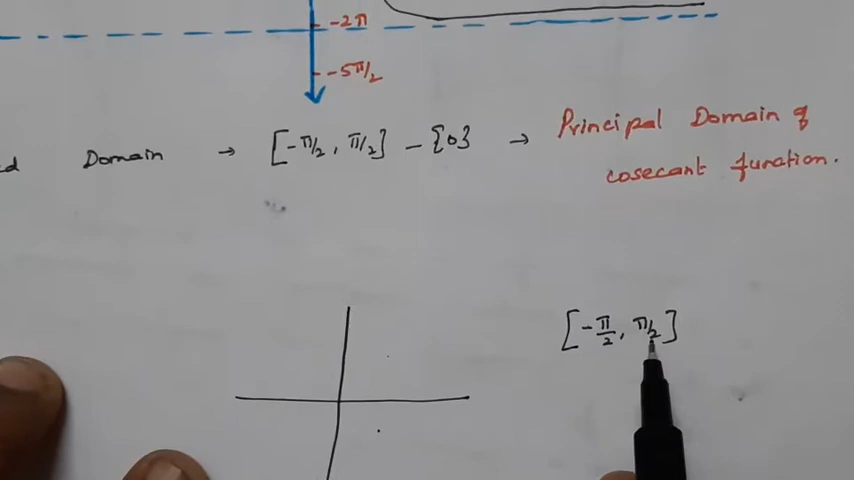 -2π
-5π/2
Domain → [-π/2, π/2] - {0} → Principal Domain of
cosecant function.
[-π/2, π/2]